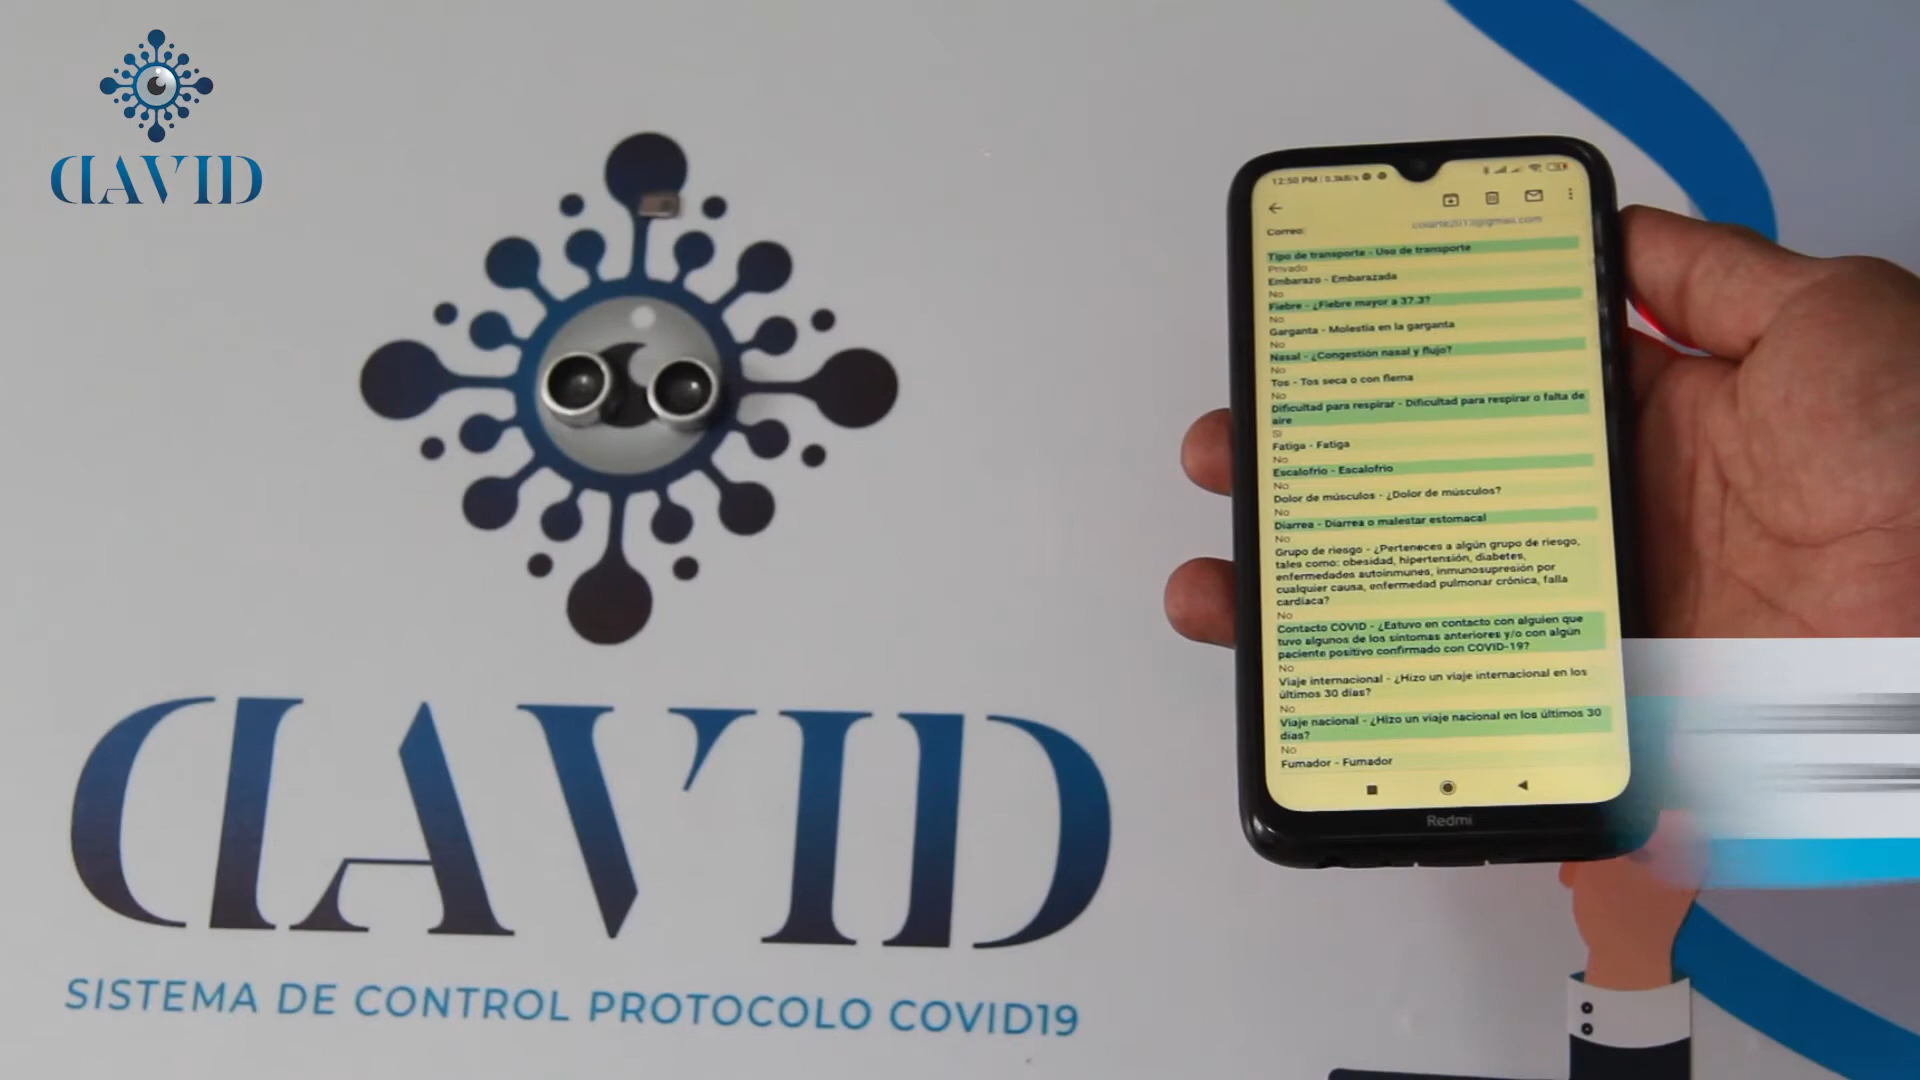 DAVID
DAVID
SISTEMA DE CONTROL PROTOCOLO COVID19
12:50 PM | 0.3kB/s
Correo:
Tipo de transporte - Uso de transporte
Privado
Embarazo - Embarazada
No
Fiebre - ¿Fiebre mayor a 37.3?
No
Garganta - Molestia en la garganta
No
Nasal - ¿Congestión nasal y flujo?
No
Tos - Tos seca o con flema
No
Dificultad para respirar - Dificultad para respirar o falta de
aire
Si
Fatiga - Fatiga
No
Escalofrio - Escalofrio
No
Dolor de músculos - ¿Dolor de músculos?
No
Diarrea - Diarrea o malestar estomacal
No
Grupo de riesgo - ¿Perteneces a algún grupo de riesgo,
tales como: obesidad, hipertensión, diabetes,
enfermedades autoinmunes, inmunosupresión por
cualquier causa, enfermedad pulmonar crónica, falla
cardíaca?
No
Contacto COVID - ¿Estuvo en contacto con alguien que
tuvo algunos de los síntomas anteriores y/o con algún
paciente positivo confirmado con COVID-19?
No
Viaje internacional - ¿Hizo un viaje internacional en los
últimos 30 días?
No
Viaje nacional - ¿Hizo un viaje nacional en los últimos 30
días?
No
Fumador - Fumador
Redmi